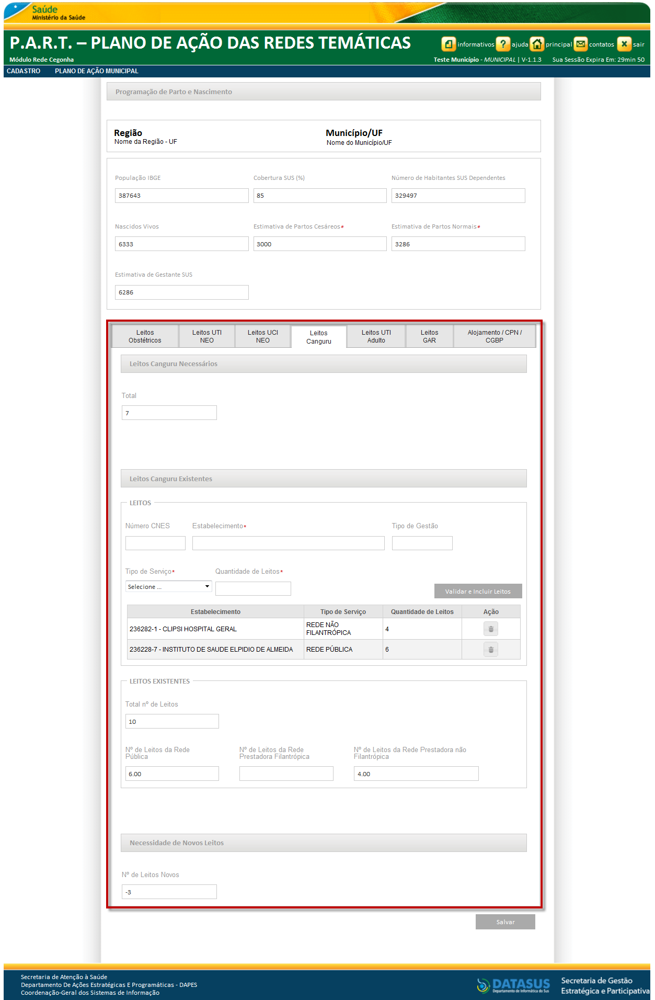 Saúde
Ministério da Saúde
P.A.R.T. – PLANO DE AÇÃO DAS REDES TEMÁTICAS
informativos ? ajuda principal contatos sair
Módulo Rede Cegonha
Teste Município - MUNICIPAL | V-1.1.3 Sua Sessão Expira Em: 29min 50
CADASTRO PLANO DE AÇÃO MUNICIPAL
Programação de Parto e Nascimento
Região Município/UF
Nome da Região - UF Nome do Município/UF
População IBGE Cobertura SUS (%) Número de Habitantes SUS Dependentes
387643 85 329497
Nascidos Vivos Estimativa de Partos Cesáreos* Estimativa de Partos Normais*
6333 3000 3286
Estimativa de Gestante SUS
6286
Leitos Obstétricos
Leitos UTI NEO
Leitos UCI NEO
Leitos Canguru
Leitos UTI Adulto
Leitos GAR
Alojamento / CPN / CGBP
Leitos Canguru Necessários
Total
7
Leitos Canguru Existentes
LEITOS
Número CNES Estabelecimento* Tipo de Gestão
Tipo de Serviço* Quantidade de Leitos*
Selecione ...
Validar e Incluir Leitos
Estabelecimento Tipo de Serviço Quantidade de Leitos Ação
236282-1 - CLIPSI HOSPITAL GERAL REDE NÃO FILANTRÓPICA 4
236228-7 - INSTITUTO DE SAUDE ELPIDIO DE ALMEIDA REDE PÚBLICA 6
LEITOS EXISTENTES
Total nº de Leitos
10
Nº de Leitos da Rede Pública
Nº de Leitos da Rede Prestadora Filantrópica
Nº de Leitos da Rede Prestadora não Filantrópica
6.00 4.00
Necessidade de Novos Leitos
Nº de Leitos Novos
-3
Salvar
Secretaria de Atenção à Saúde
Departamento De Ações Estratégicas E Programáticas - DAPES
Coordenação-Geral dos Sistemas de Informação
DATASUS
Departamento de Informática do Sus
Secretaria de Gestão
Estratégica e Participativa